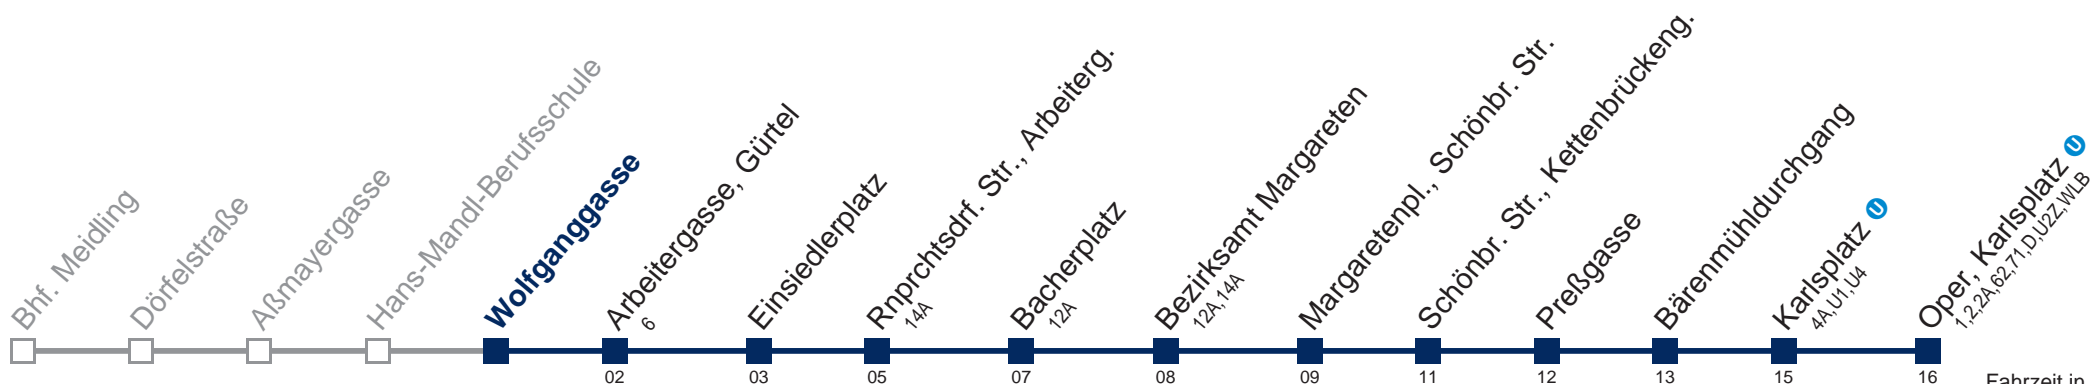 Bhf. Meidling
Dörfelstraße
Aßmayergasse
Hans-Mandl-Berufsschule
Wolfganggasse
Arbeitergasse, Gürtel
6
Einsiedlerplatz
Rnprchtsdrf. Str., Arbeiterg.
14A
Bacherplatz
12A
Bezirksamt Margareten
12A,14A
Margaretenpl., Schönbr. Str.
Schönbr. Str., Kettenbrückeng.
Preßgasse
Bärenmühldurchgang
Karlsplatz U
4A,U1,U4
Oper, Karlsplatz U
1,2,2A,62,71,D,U2Z,WLB
02 03 05 07 08 09 11 12 13 15 16
Fahrzeit in